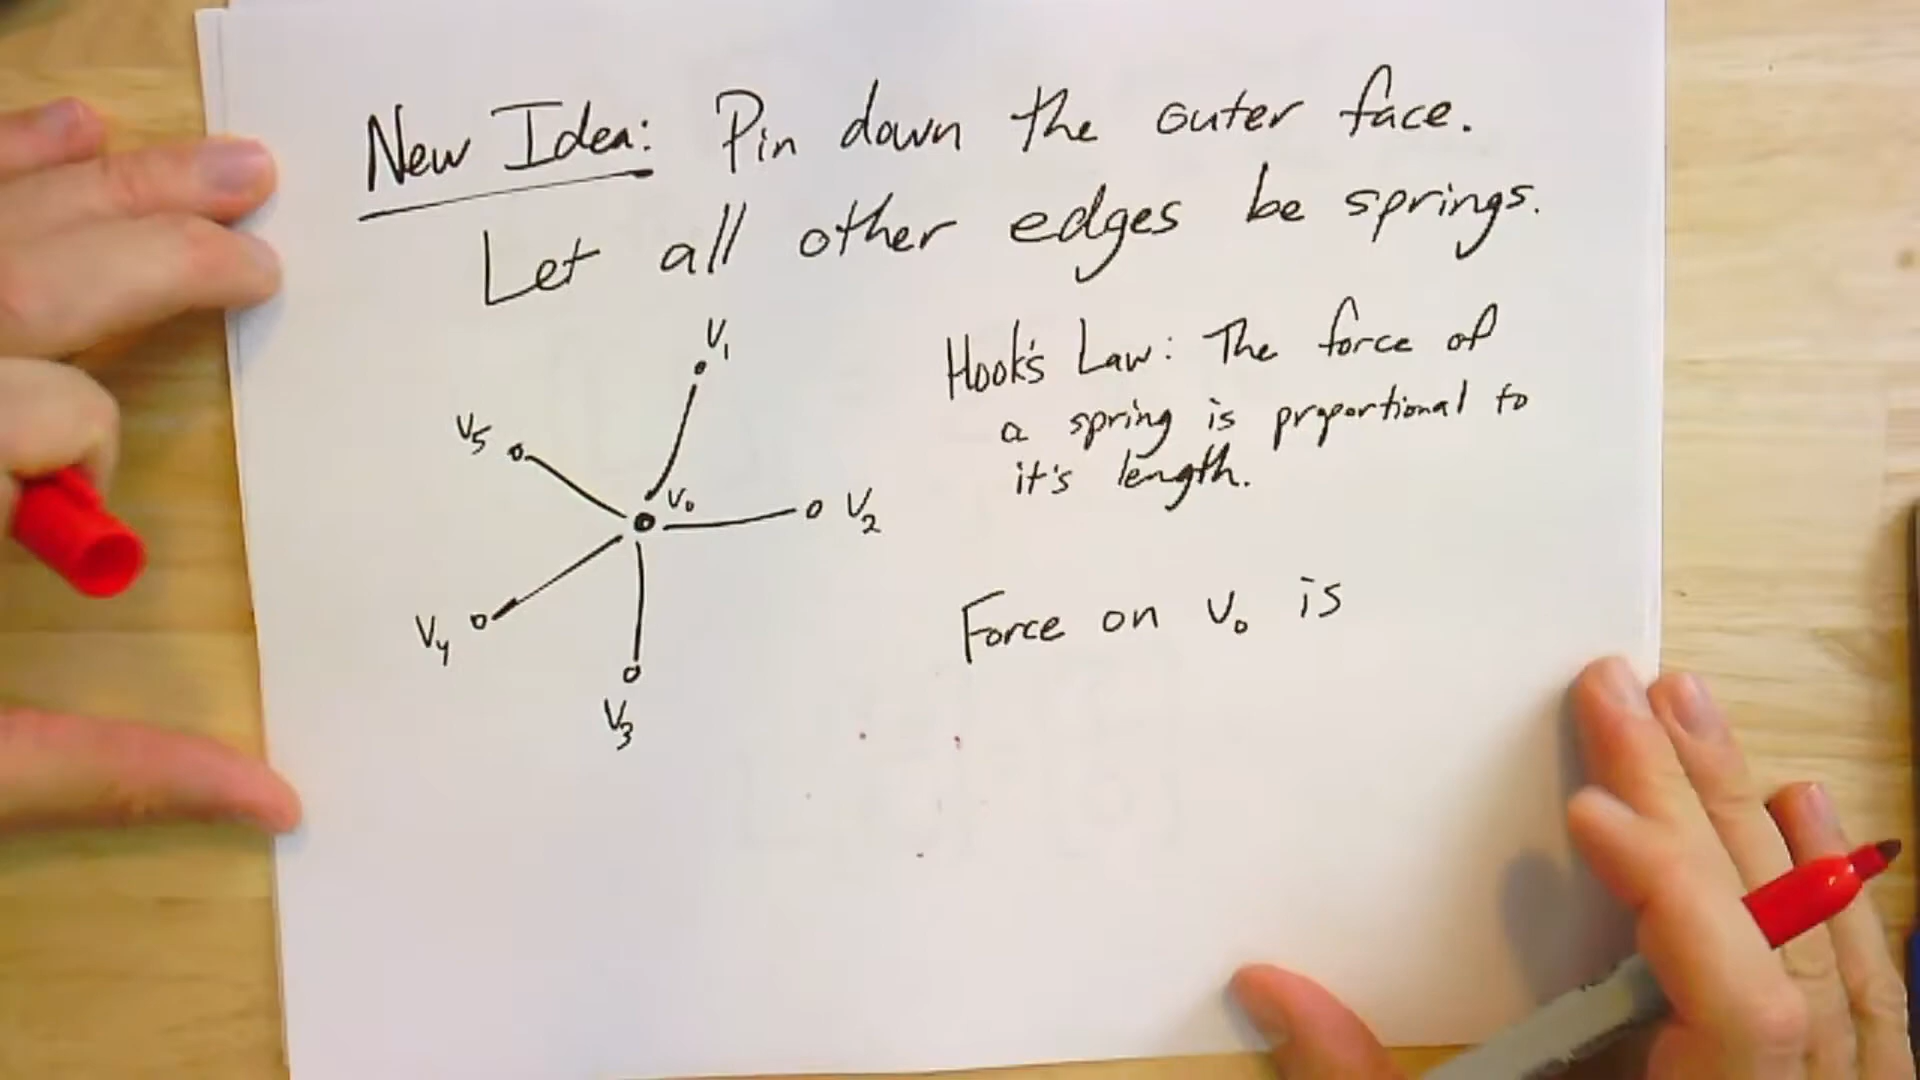 New Idea: Pin down the outer face.
Let all other edges be springs.
V₁
V₅
V₀
V₂
V₄
V₃
Hook's Law: The force of
a spring is proportional to
it's length.
Force on V₀ is